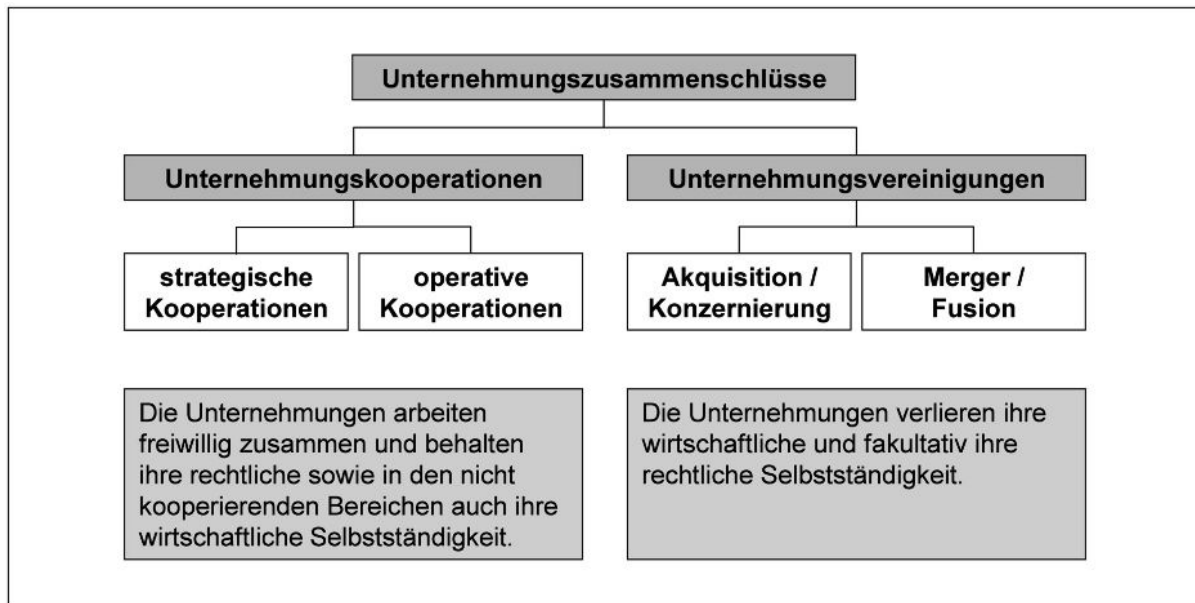 Unternehmungszusammenschlüsse
Unternehmungskooperationen
Unternehmungsvereinigungen
strategische
Kooperationen
operative
Kooperationen
Akquisition /
Konzernierung
Merger /
Fusion
Die Unternehmungen arbeiten
freiwillig zusammen und behalten
ihre rechtliche sowie in den nicht
kooperierenden Bereichen auch ihre
wirtschaftliche Selbstständigkeit.
Die Unternehmungen verlieren ihre
wirtschaftliche und fakultativ ihre
rechtliche Selbstständigkeit.